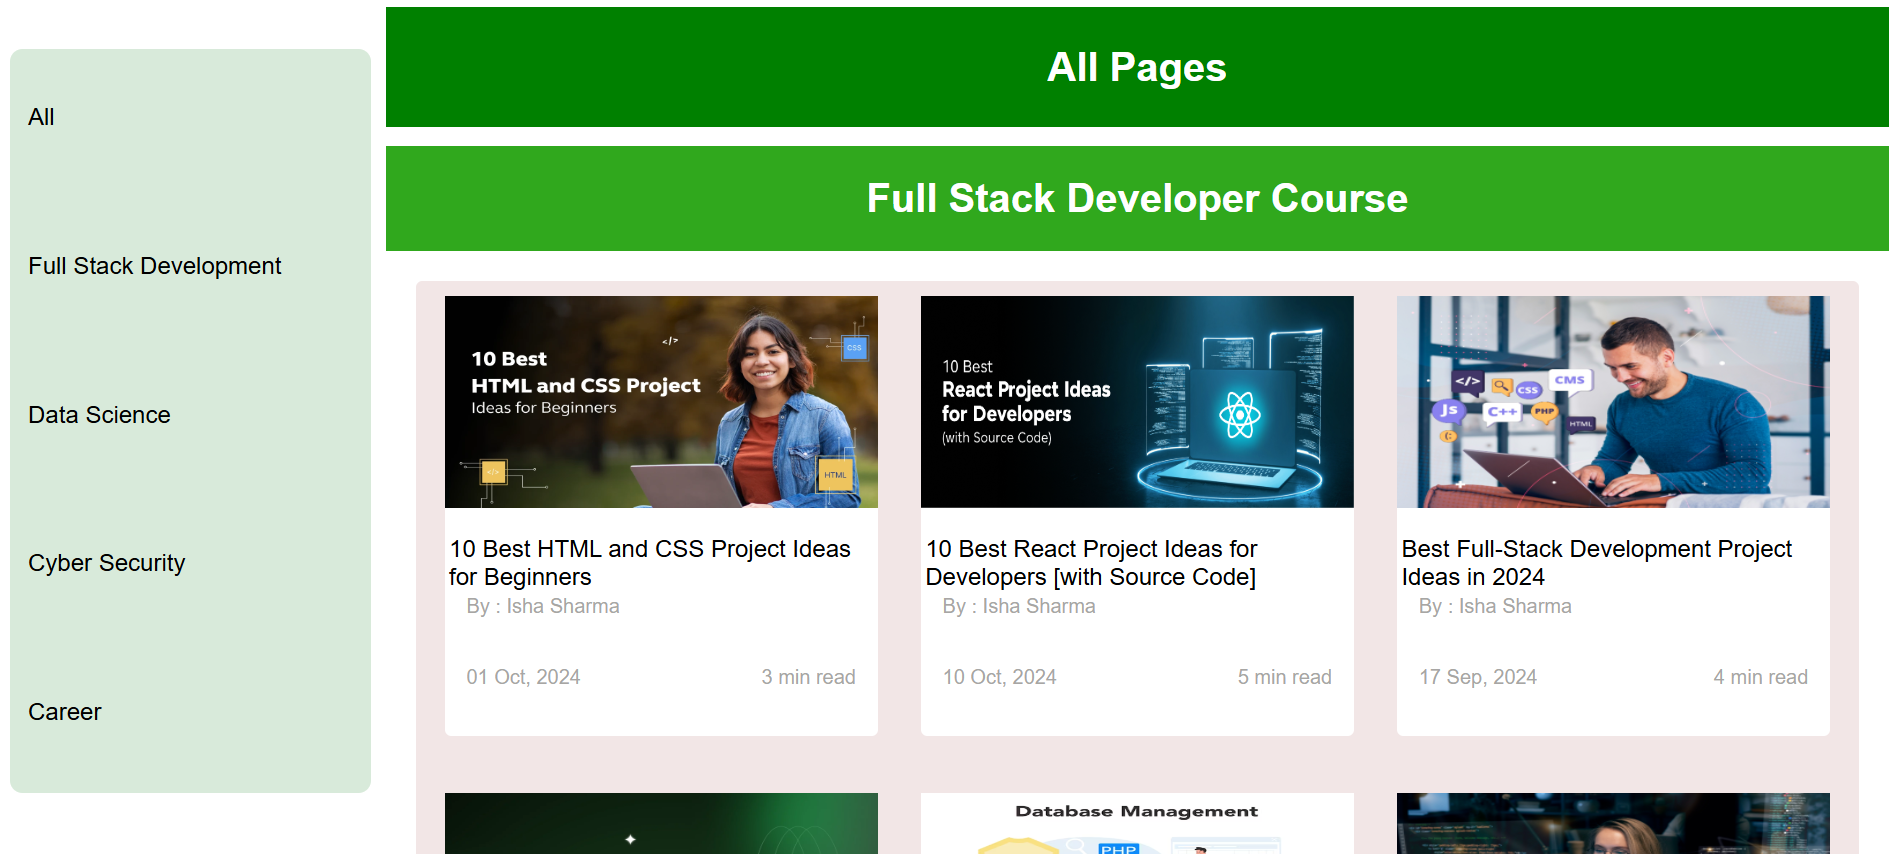 All
Full Stack Development
Data Science
Cyber Security
Career
All Pages
Full Stack Developer Course
10 Best
HTML and CSS Project
Ideas for Beginners
</>
CSS
</>
HTML
10 Best HTML and CSS Project Ideas
for Beginners
By : Isha Sharma
01 Oct, 2024
3 min read
10 Best
React Project Ideas
for Developers
(with Source Code)
10 Best React Project Ideas for
Developers [with Source Code]
By : Isha Sharma
10 Oct, 2024
5 min read
</>
CSS
CMS
JS
C++
PHP
HTML
Best Full-Stack Development Project
Ideas in 2024
By : Isha Sharma
17 Sep, 2024
4 min read
Database Management
PHP